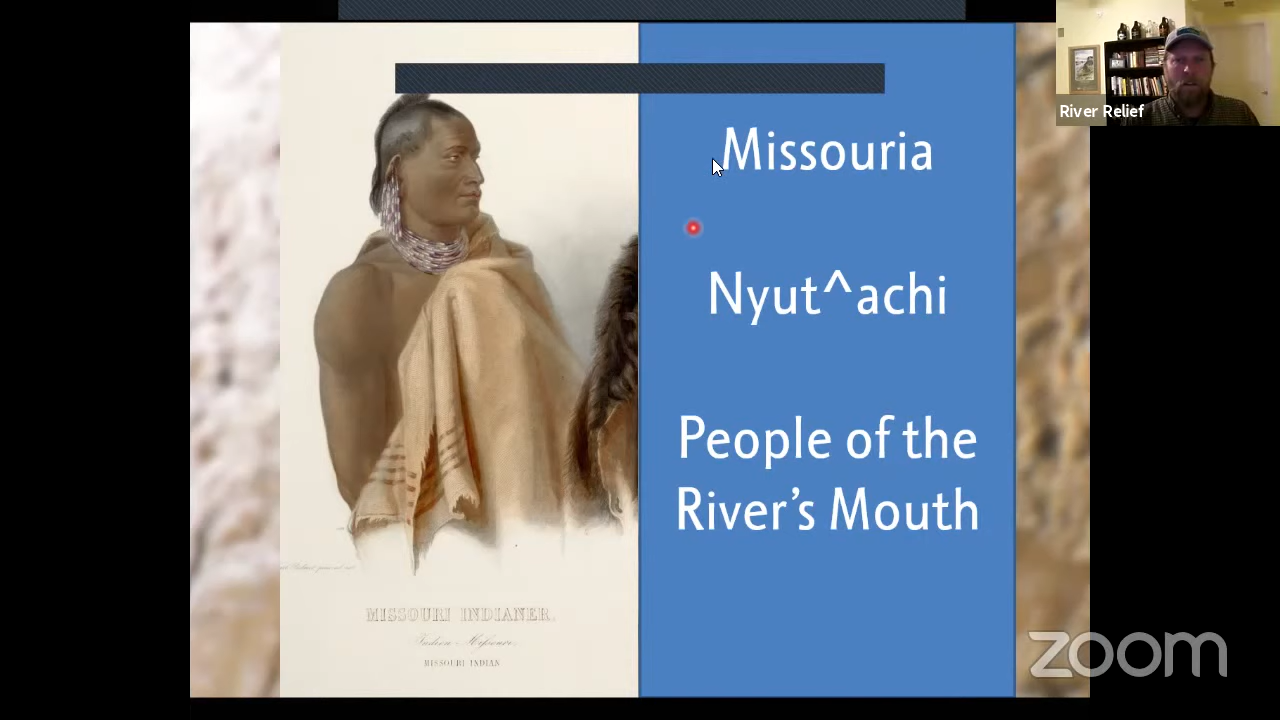 River Relief
Missouria
Nyut^achi
People of the
River's Mouth
MISSOURI INDIANER.
MISSOURI INDIAN
zoom